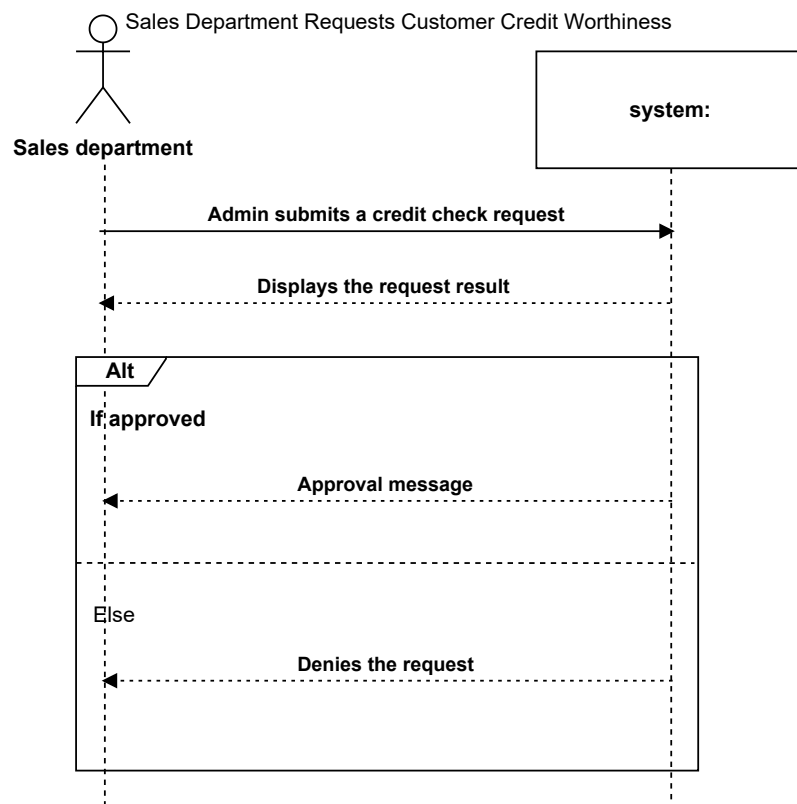 Sales Department Requests Customer Credit Worthiness
system:
Sales department
Admin submits a credit check request
Displays the request result
Alt
If approved
Approval message
Else
Denies the request